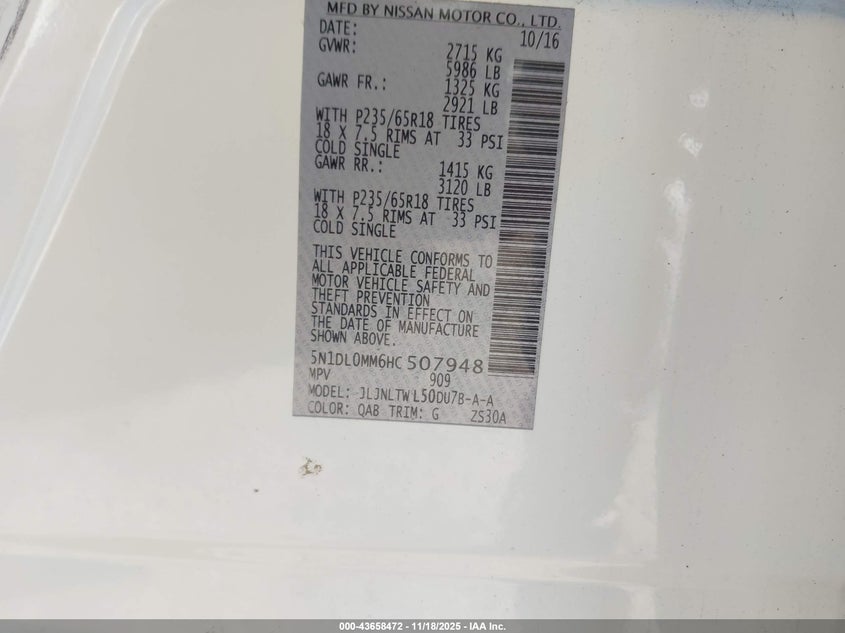 MFD BY NISSAN MOTOR CO., LTD.
DATE: 10/16
GVWR: 2715 KG
5986 LB
GAWR FR.: 1325 KG
2921 LB
WITH P235/65R18 TIRES
18 X 7.5 RIMS AT 33 PSI
COLD SINGLE
GAWR RR.: 1415 KG
3120 LB
WITH P235/65R18 TIRES
18 X 7.5 RIMS AT 33 PSI
COLD SINGLE
THIS VEHICLE CONFORMS TO
ALL APPLICABLE FEDERAL
MOTOR VEHICLE SAFETY AND
THEFT PREVENTION
STANDARDS IN EFFECT ON
THE DATE OF MANUFACTURE
SHOWN ABOVE.
5N1DL0MM6HC507948
MPV 909
MODEL: JLJNLTWL50DU7B-A-A
COLOR: QAB TRIM: G ZS30A
000-43658472 - 11/18/2025 - IAA Inc.